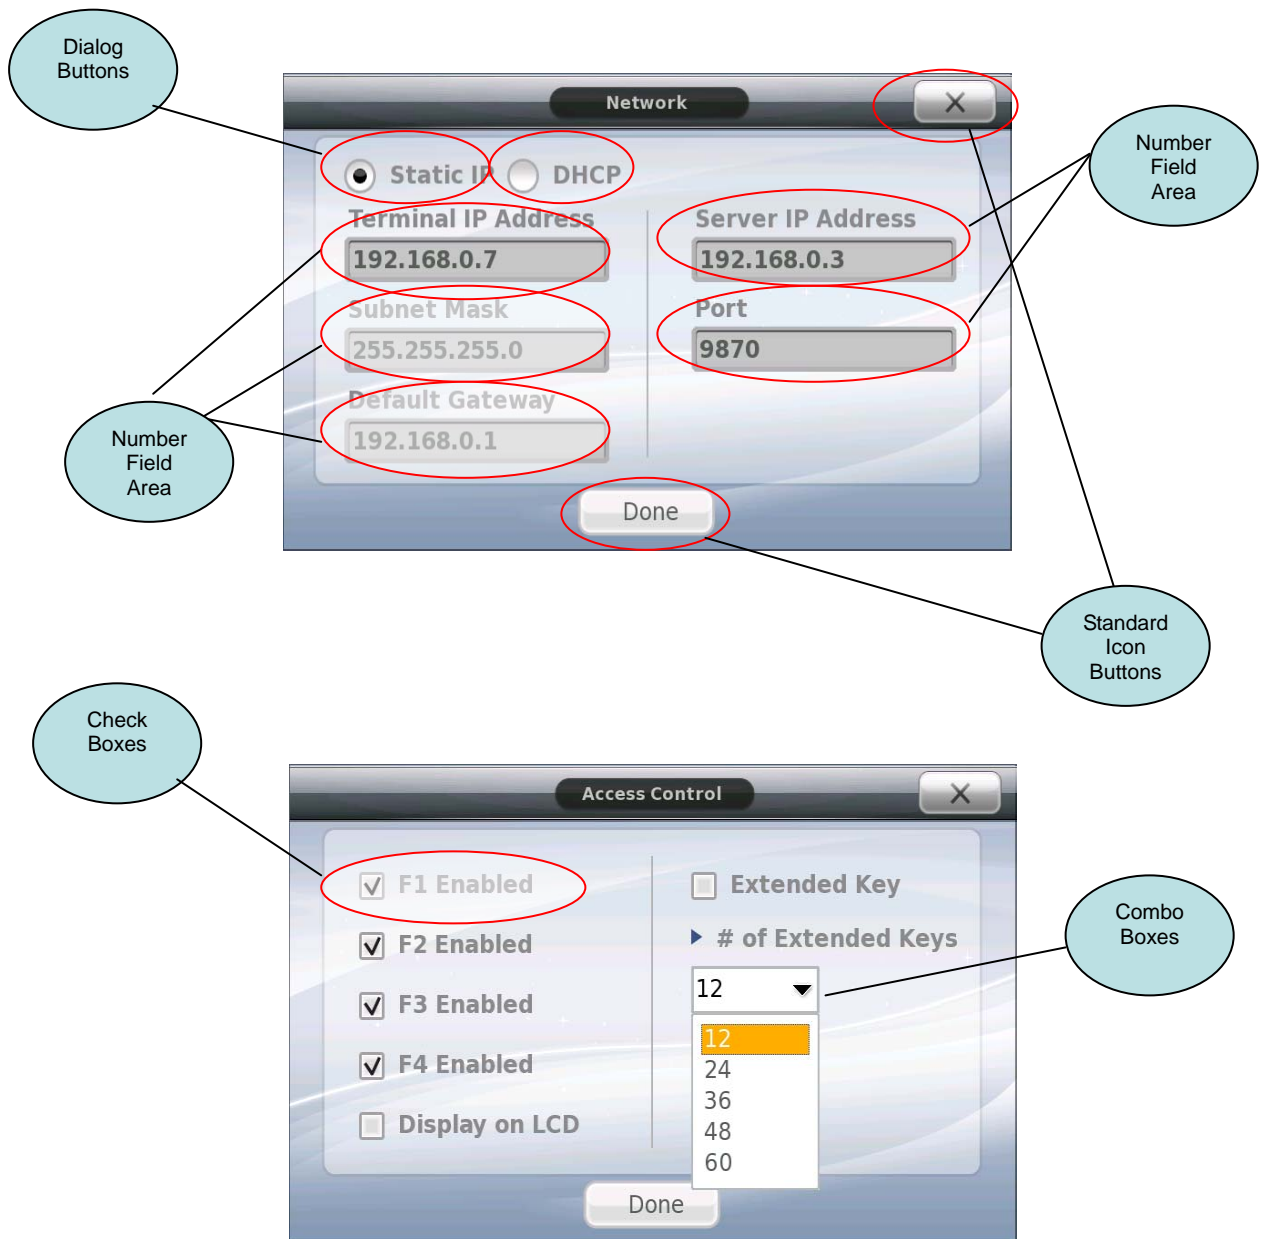 Dialog
Buttons
Network
Static IP
DHCP
Number
Field
Area
Terminal IP Address
Server IP Address
192.168.0.7
192.168.0.3
Subnet Mask
Port
255.255.255.0
9870
Default Gateway
192.168.0.1
Number
Field
Area
Done
Standard
Icon
Buttons
Check
Boxes
Access Control
F1 Enabled
Extended Key
F2 Enabled
# of Extended Keys
Combo
Boxes
12
F3 Enabled
12
F4 Enabled
24
36
Display on LCD
48
60
Done